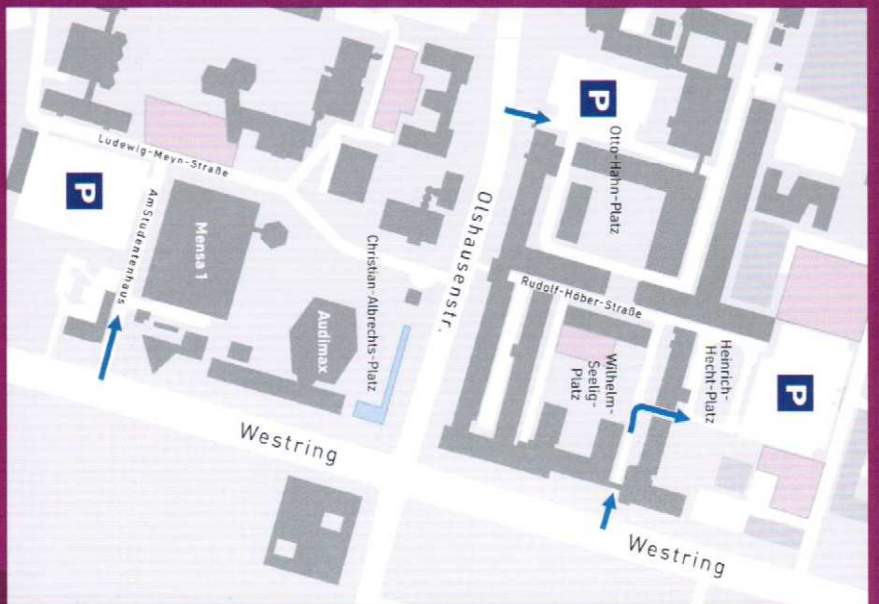 P
Otto-Hahn-Platz
Ludewig-Meyn-Straße
P
Am Studentenhaus
Mensa 1
Olshausenstr.
Christian-Albrechts-Platz
Audimax
Rudolf-Höber-Straße
Wilhelm-
Seelig-
Platz
Heinrich-
Hecht-Platz
P
Westring
Westring